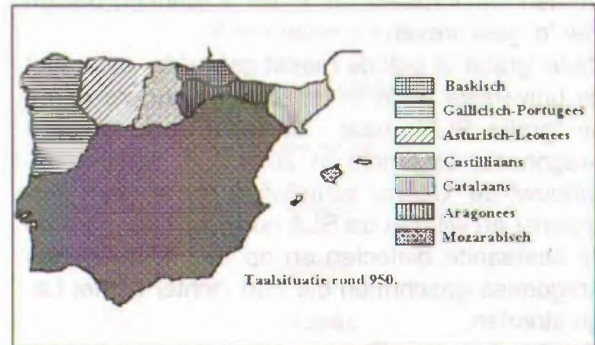 Baskisch
Gallicisch-Portugees
Asturisch-Leonees
Castilliaans
Catalaans
Aragonees
Mozarabisch
Taalsituatie rond 950.